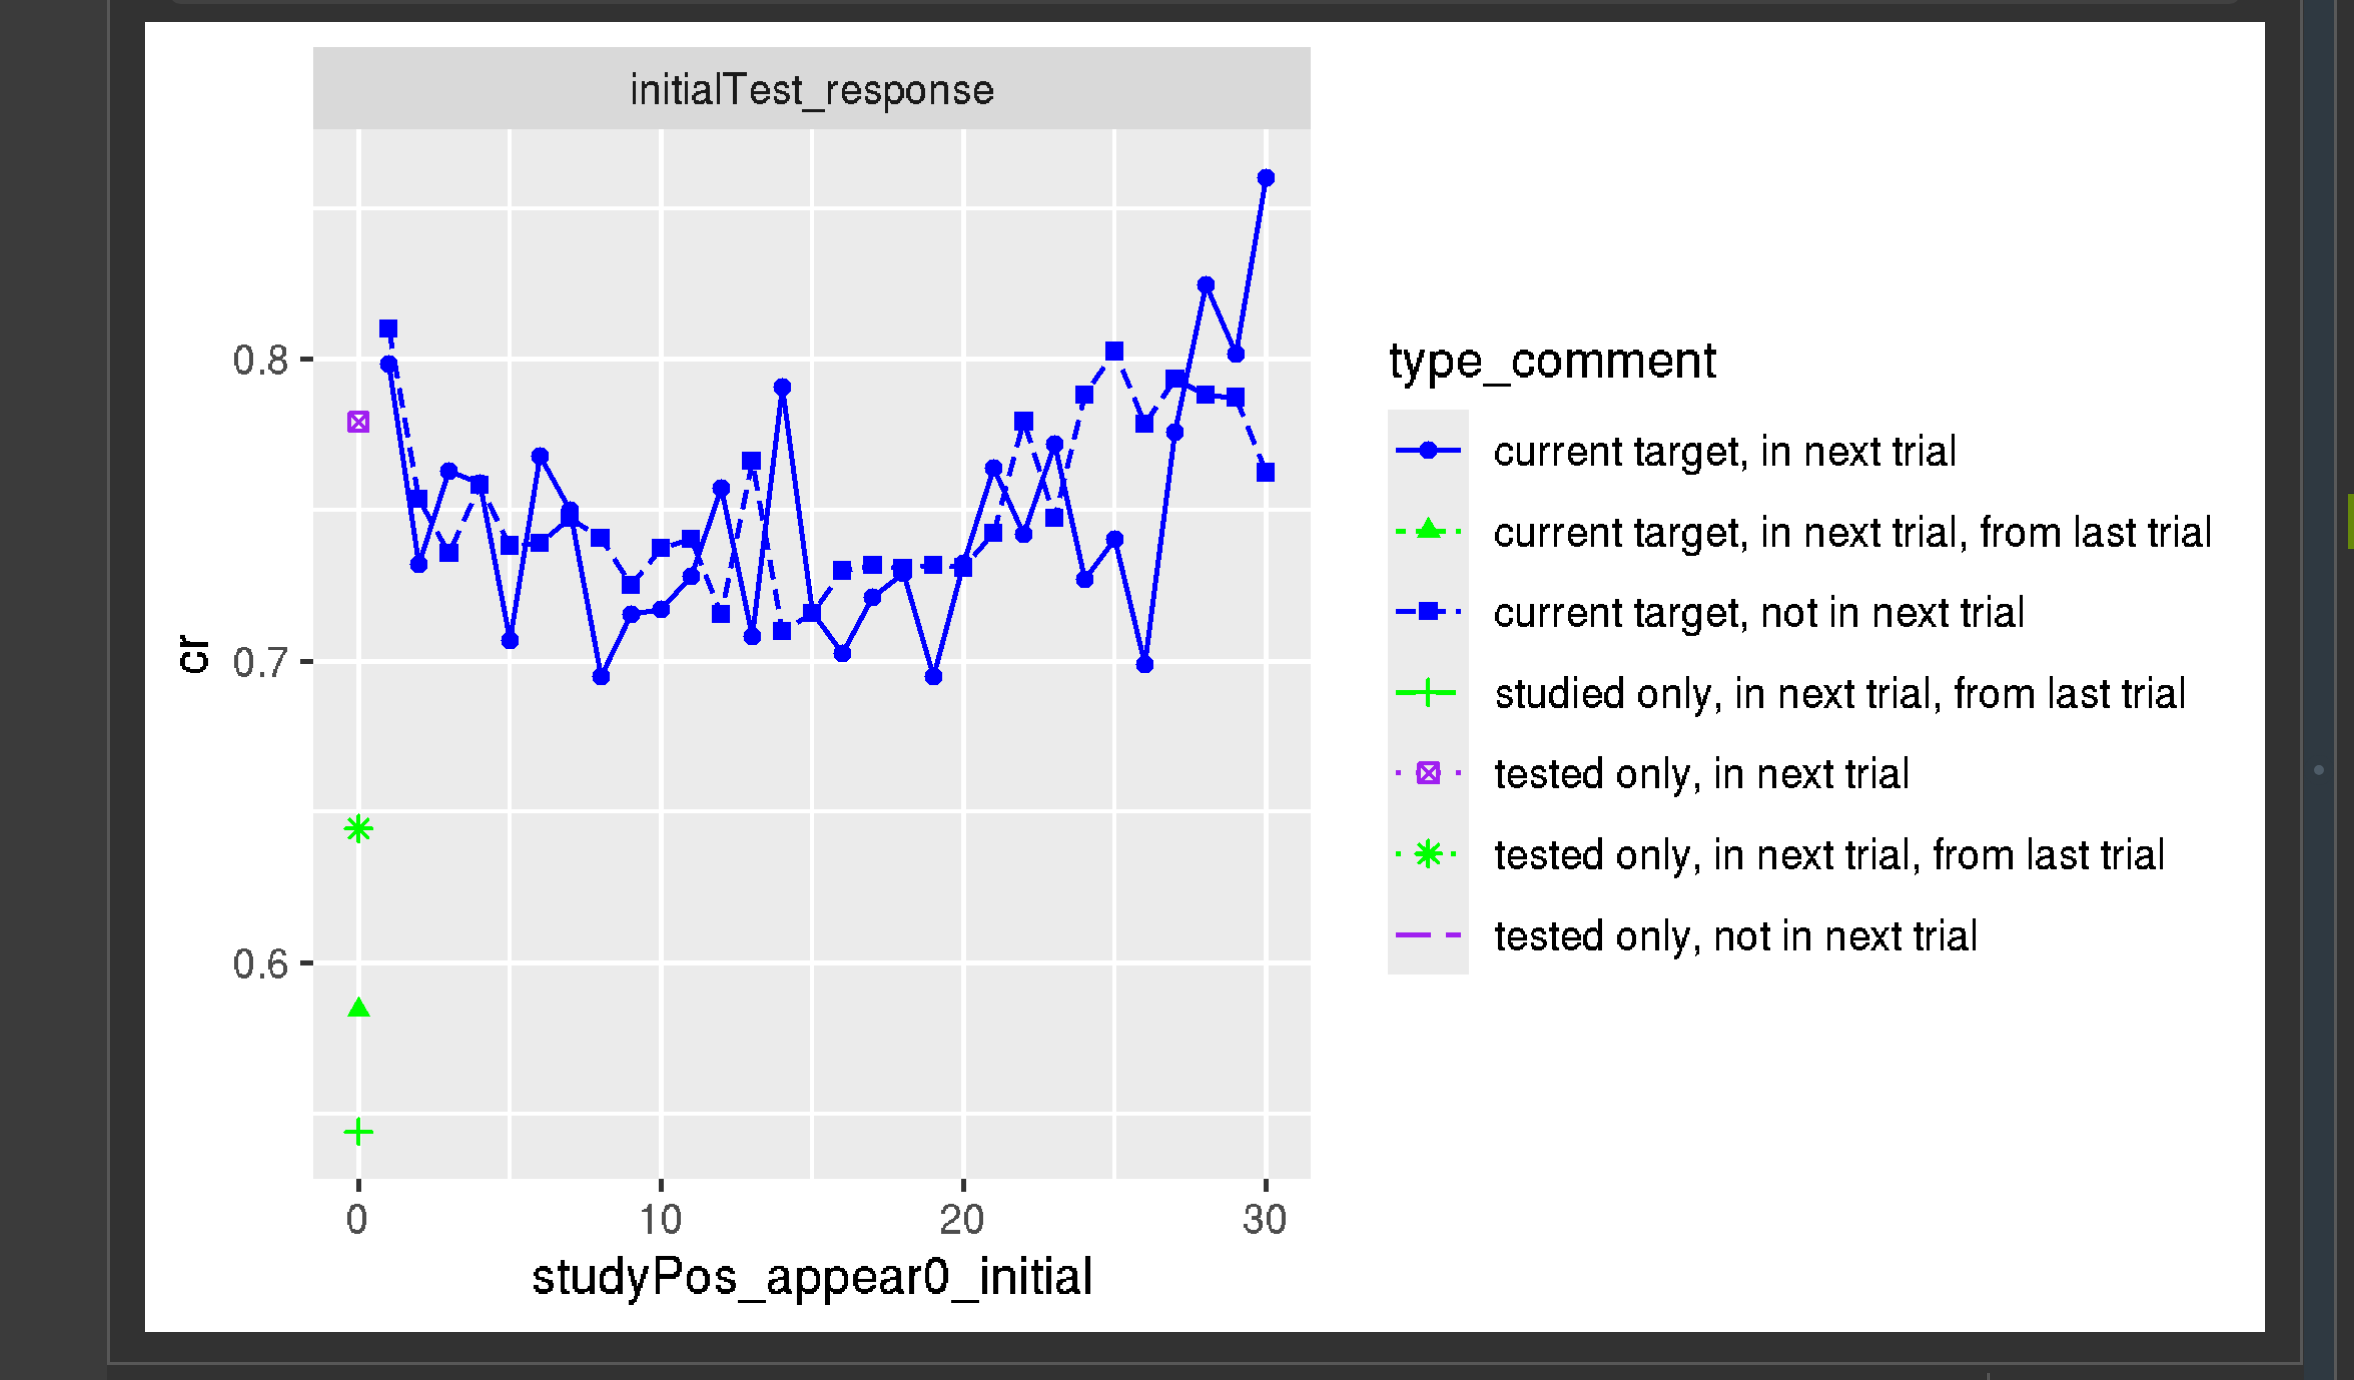 initialTest_response
cr
0.8
0.7
0.6
0
10
20
30
studyPos_appear0_initial
type_comment
current target, in next trial
current target, in next trial, from last trial
current target, not in next trial
studied only, in next trial, from last trial
tested only, in next trial
tested only, in next trial, from last trial
tested only, not in next trial